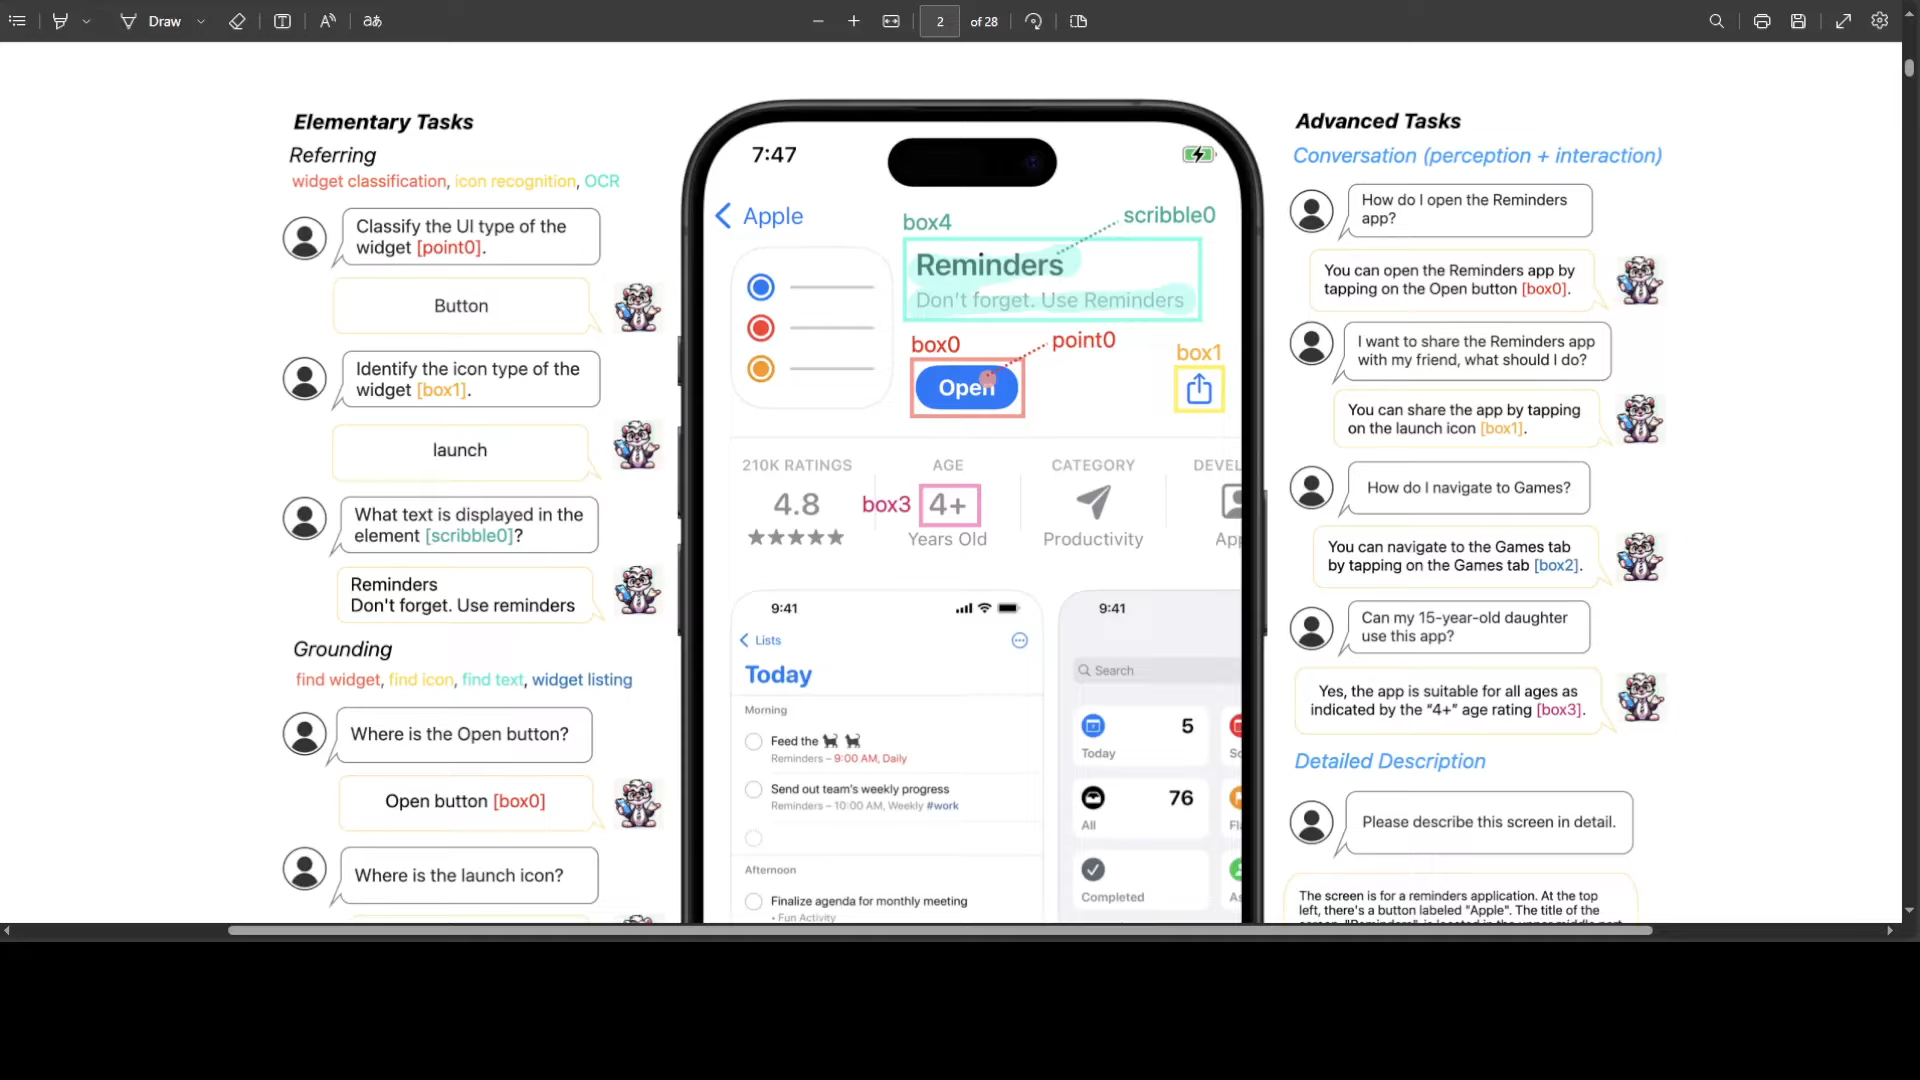 Draw
aあ
2
of 28
Elementary Tasks
Referring
widget classification, icon recognition, OCR
Classify the UI type of the
widget [point0].
Button
Identify the icon type of the
widget [box1].
launch
What text is displayed in the
element [scribble0]?
Reminders
Don't forget. Use reminders
Grounding
find widget, find icon, find text, widget listing
Where is the Open button?
Open button [box0]
Where is the launch icon?
7:47
Apple
box4
scribble0
Reminders
Don't forget. Use Reminders
box0
point0
box1
Open
210K RATINGS
4.8
★★★★★
AGE
box3
4+
Years Old
CATEGORY
Productivity
DEVEL
App
9:41
Lists
Today
Morning
Feed the
Reminders – 9:00 AM, Daily
Send out team's weekly progress
Reminders – 10:00 AM, Weekly #work
Afternoon
Finalize agenda for monthly meeting
• Fun Activity
9:41
Search
5
Today
Sc
76
All
Fla
Completed
As
Advanced Tasks
Conversation (perception + interaction)
How do I open the Reminders
app?
You can open the Reminders app by
tapping on the Open button [box0].
I want to share the Reminders app
with my friend, what should I do?
You can share the app by tapping
on the launch icon [box1].
How do I navigate to Games?
You can navigate to the Games tab
by tapping on the Games tab [box2].
Can my 15-year-old daughter
use this app?
Yes, the app is suitable for all ages as
indicated by the “4+” age rating [box3].
Detailed Description
Please describe this screen in detail.
The screen is for a reminders application. At the top
left, there's a button labeled "Apple". The title of the